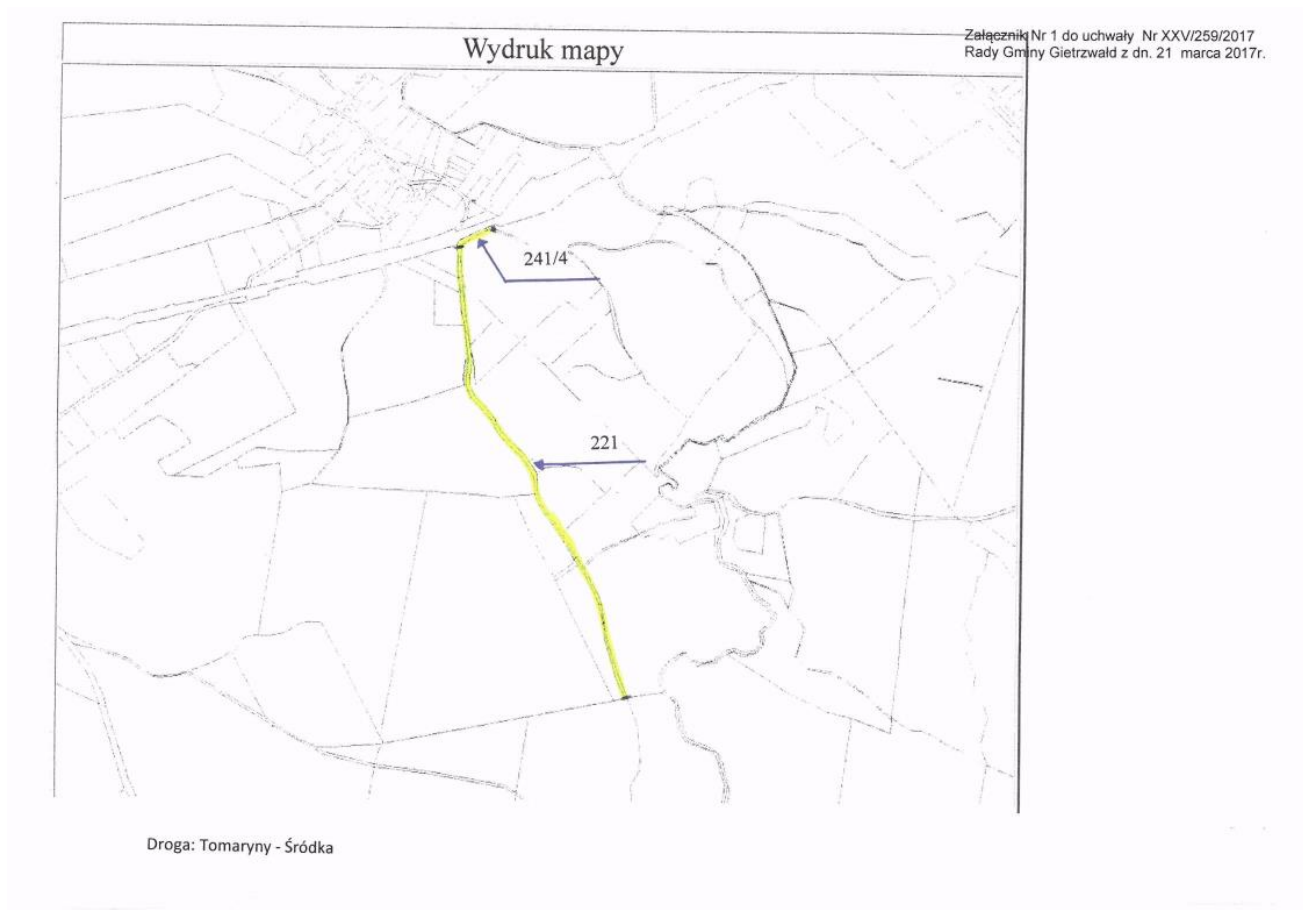 Załącznik Nr 1 do uchwały Nr XXV/259/2017
Rady Gminy Gietrzwałd z dn. 21 marca 2017r.
Wydruk mapy
241/4
221
Droga: Tomaryny - Śródka